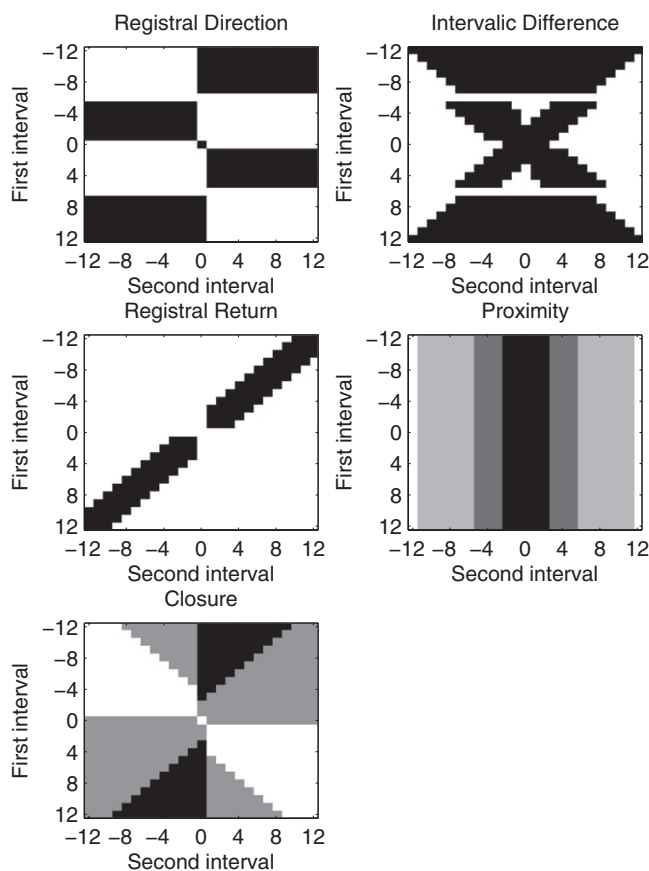 Registral Direction
−12
−8
−4
0
4
8
12
First interval
−12 −8 −4 0 4 8 12
Second interval
Intervalic Difference
−12
−8
−4
0
4
8
12
First interval
−12 −8 −4 0 4 8 12
Second interval
Registral Return
−12
−8
−4
0
4
8
12
First interval
−12 −8 −4 0 4 8 12
Second interval
Proximity
−12
−8
−4
0
4
8
12
First interval
−12 −8 −4 0 4 8 12
Second interval
Closure
−12
−8
−4
0
4
8
12
First interval
−12 −8 −4 0 4 8 12
Second interval